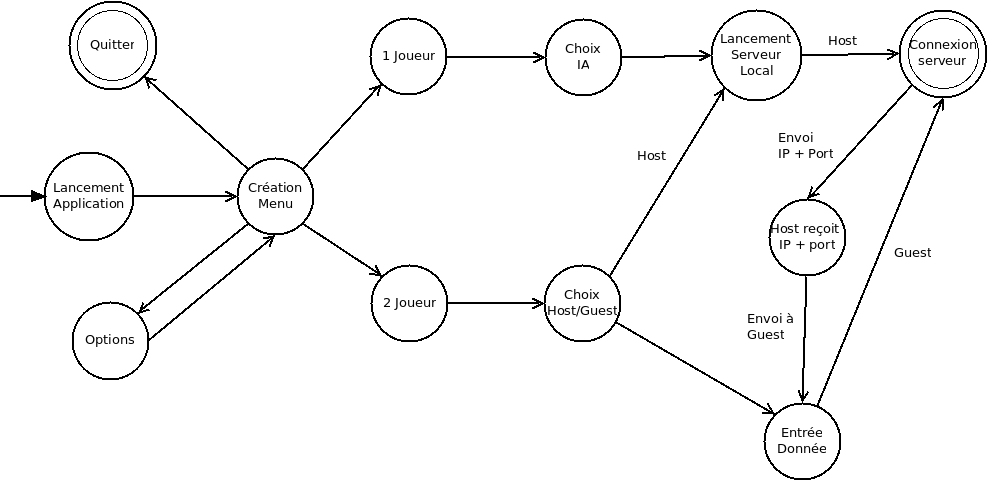 Quitter
1 Joueur
Choix
IA
Lancement
Serveur
Local
Host
Connexion
serveur
Envoi
IP + Port
Host
Lancement
Application
Création
Menu
Host reçoit
IP + port
Guest
2 Joueur
Choix
Host/Guest
Envoi à
Guest
Options
Entrée
Donnée